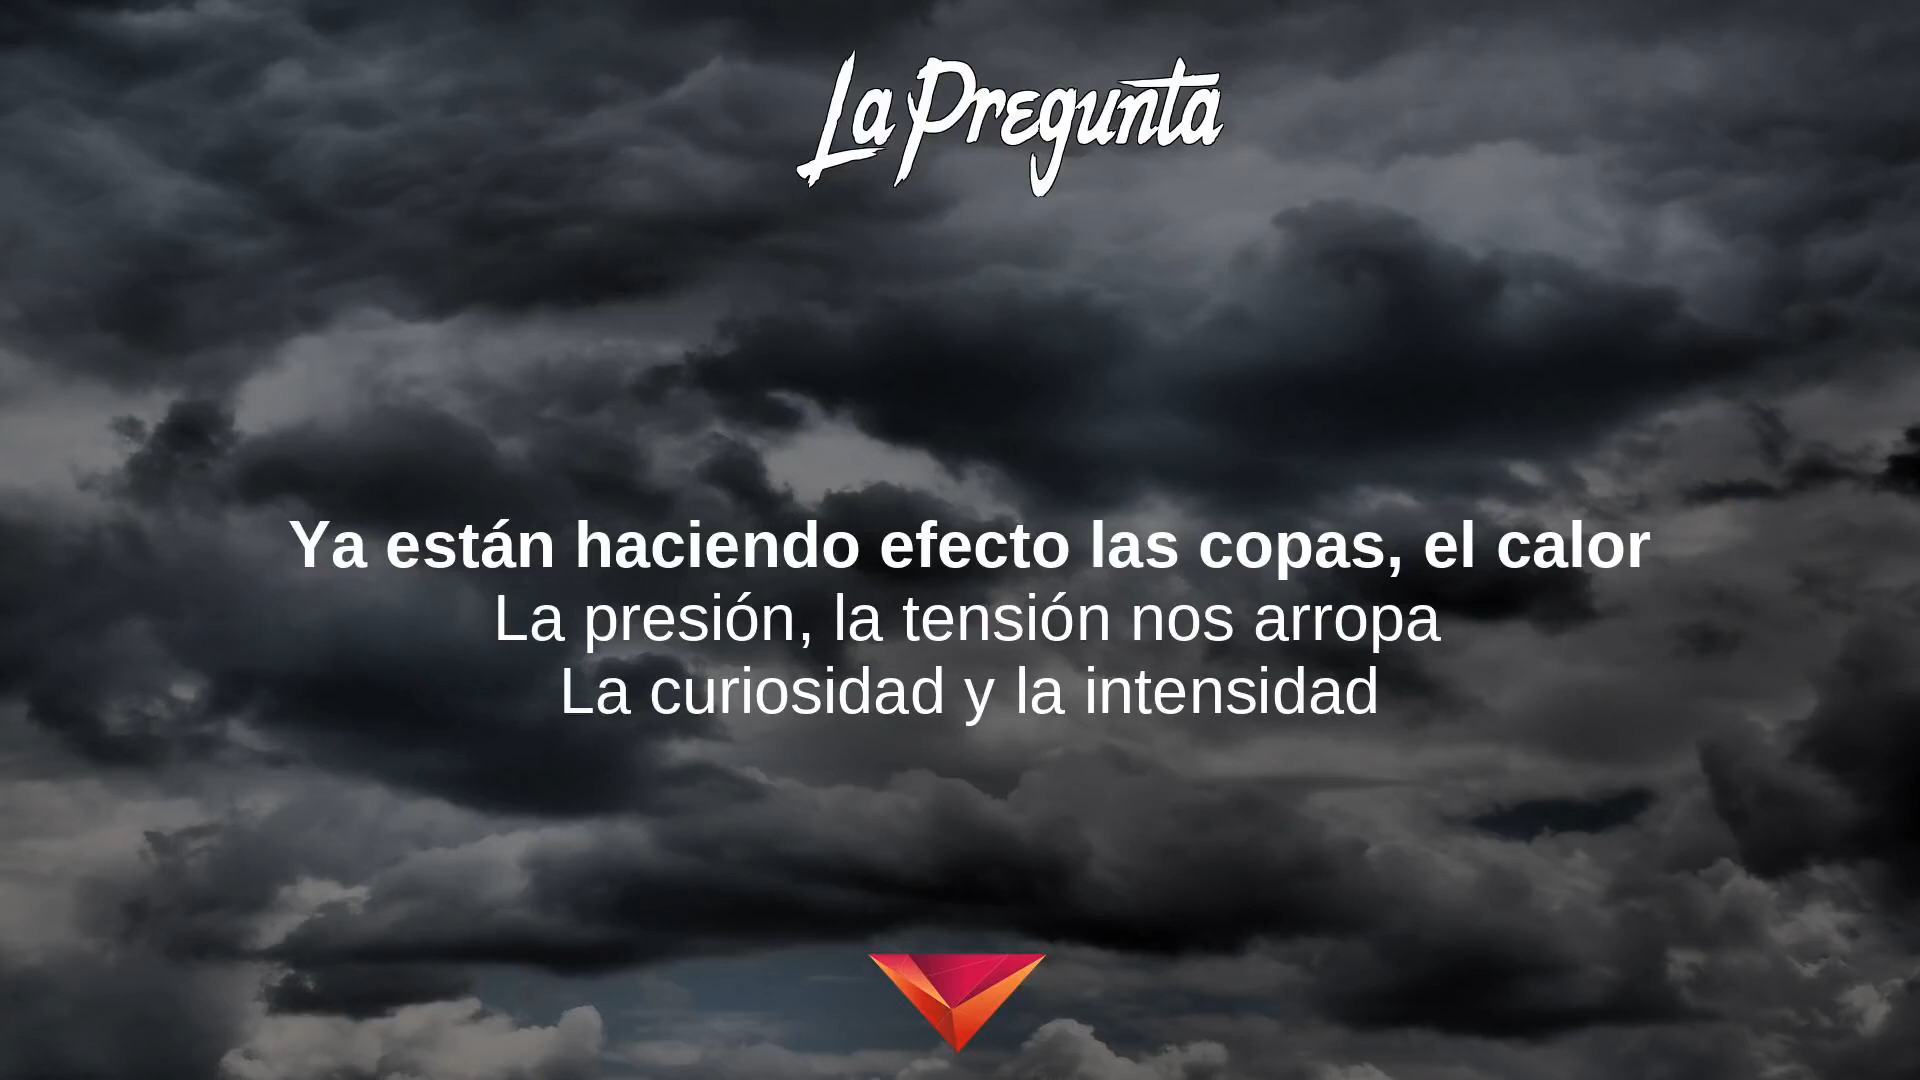 La Pregunta
Ya están haciendo efecto las copas, el calor
La presión, la tensión nos arropa
La curiosidad y la intensidad